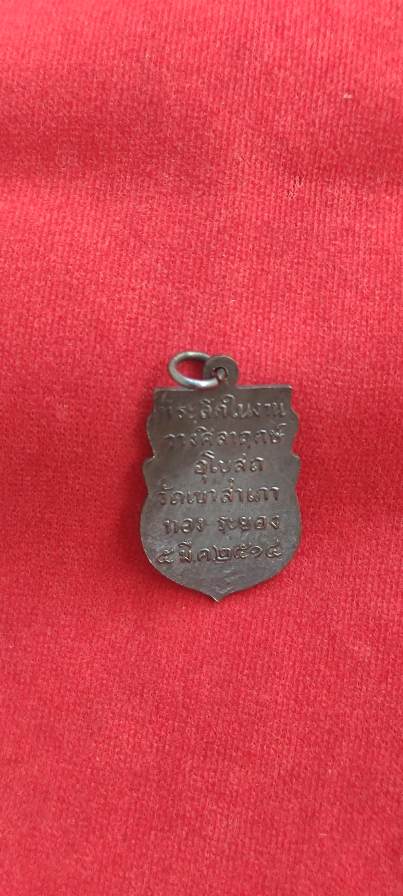 ที่ระลึกในงาน
วางศิลาฤกษ์
อุโบสถ
วัดเขาสำเภา
ทอง ระยอง
๕ มี.ค ๒๕๑๕